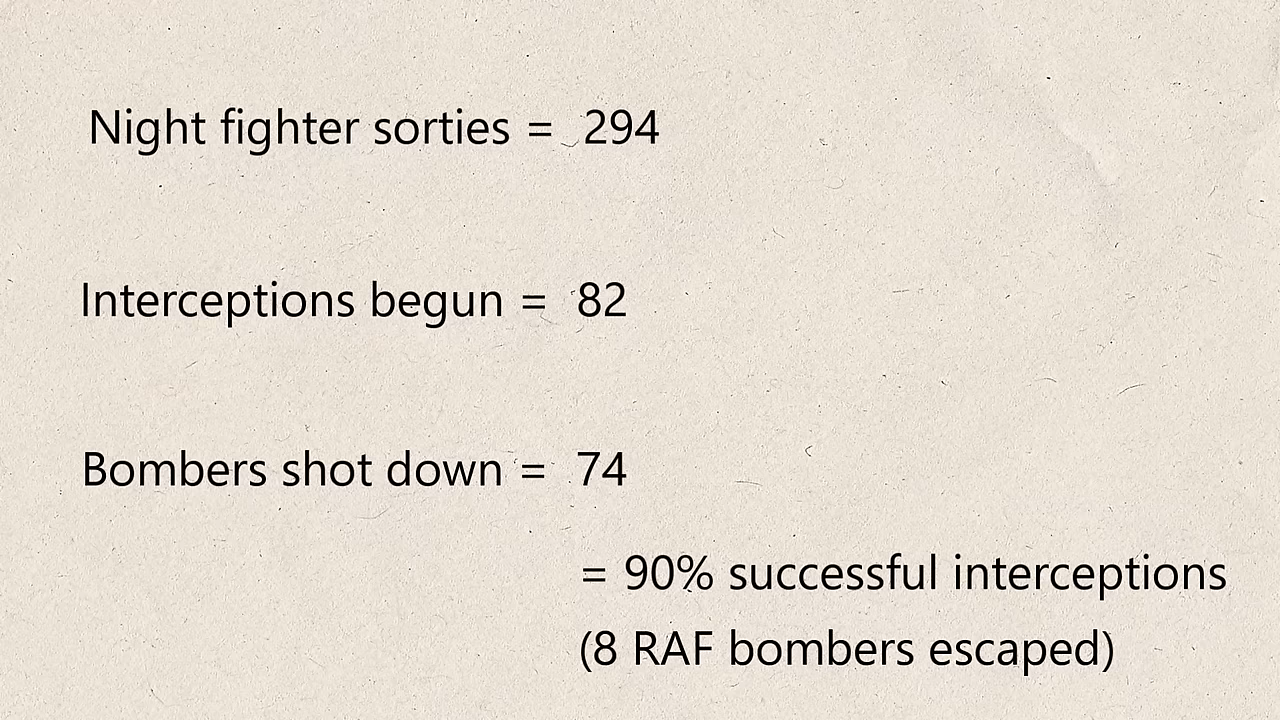 Night fighter sorties = 294
Interceptions begun = 82
Bombers shot down = 74
= 90% successful interceptions
(8 RAF bombers escaped)